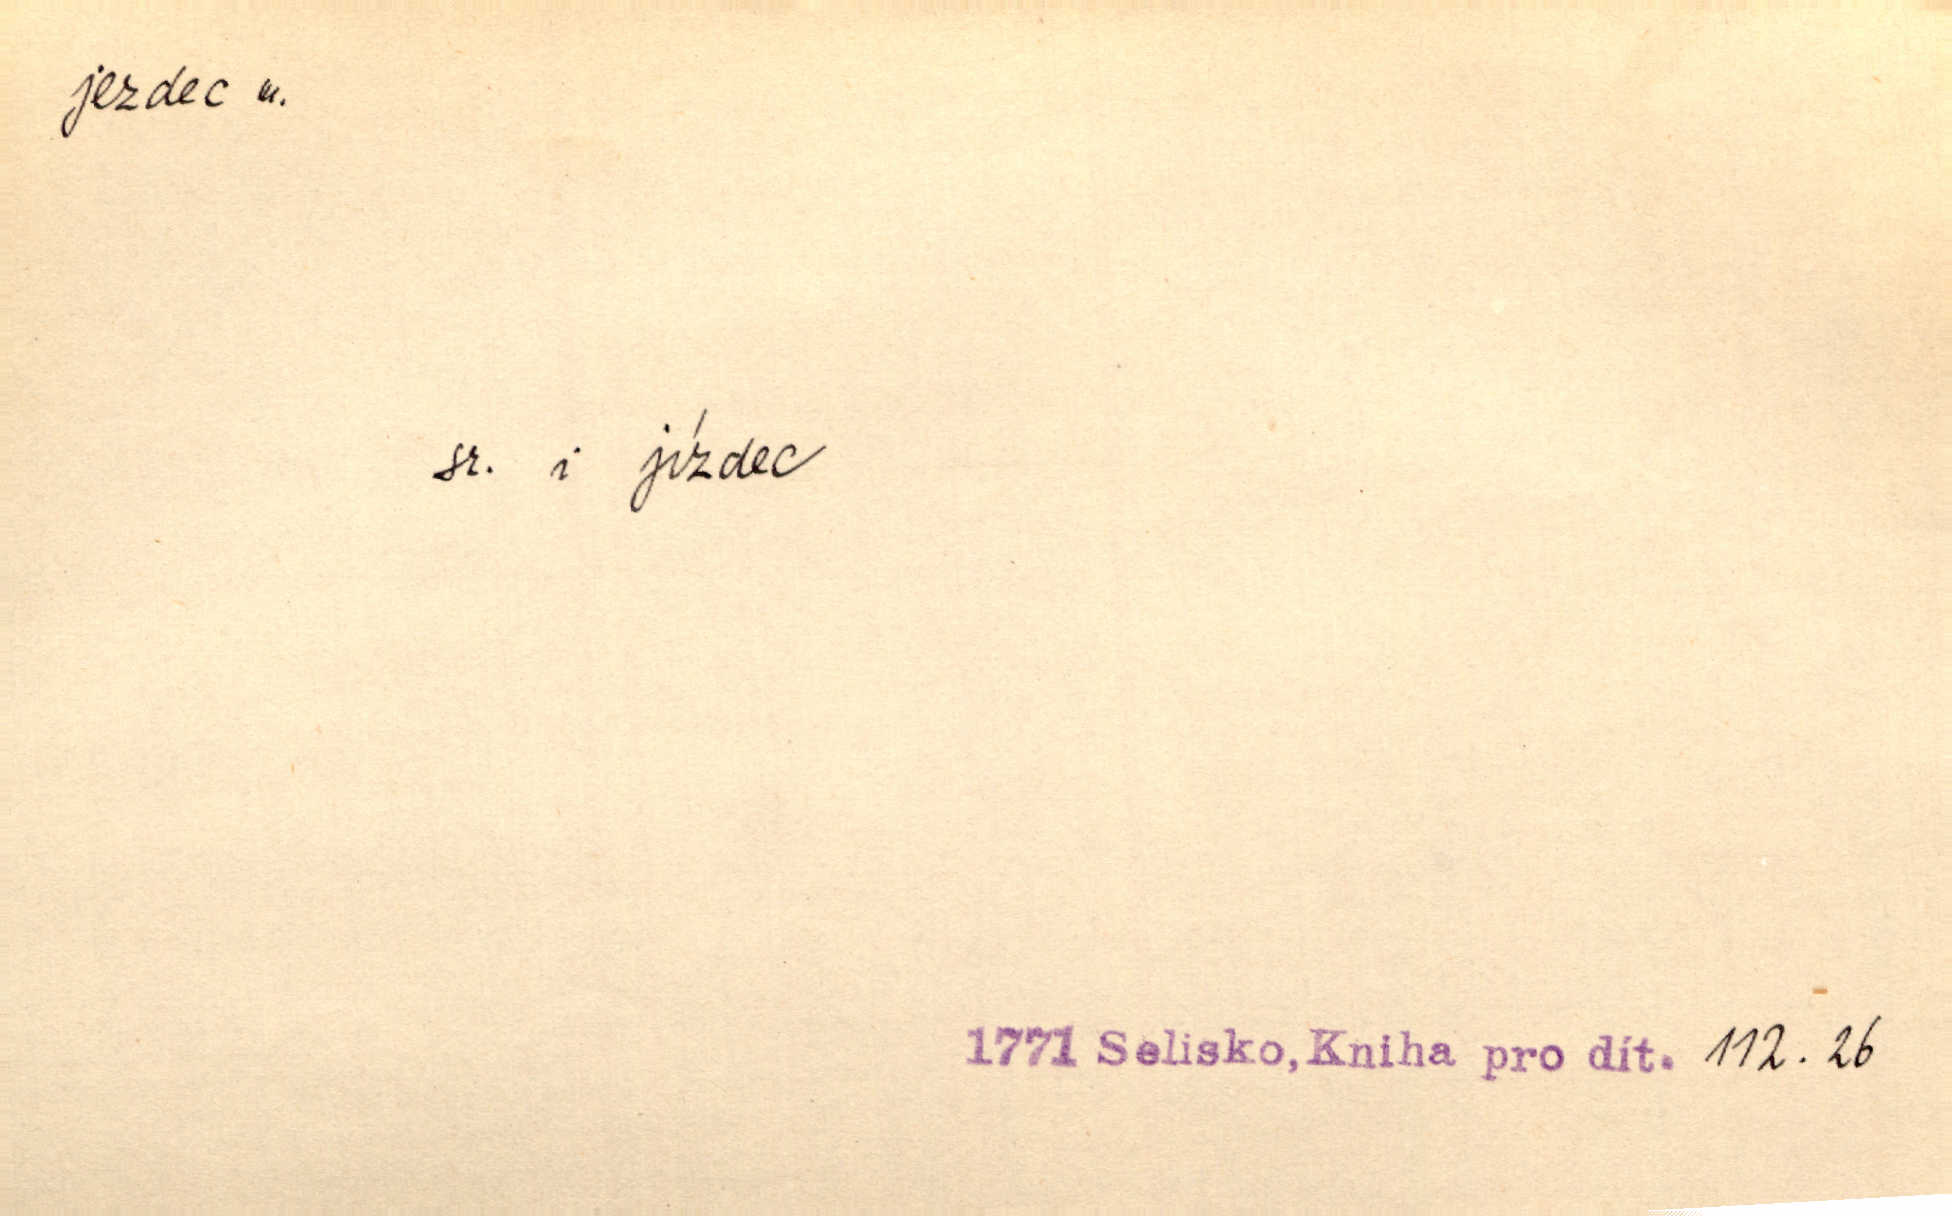 jezdec m.
sr. i jízdec
1771 Selisko, Kniha pro dít. 112. 26